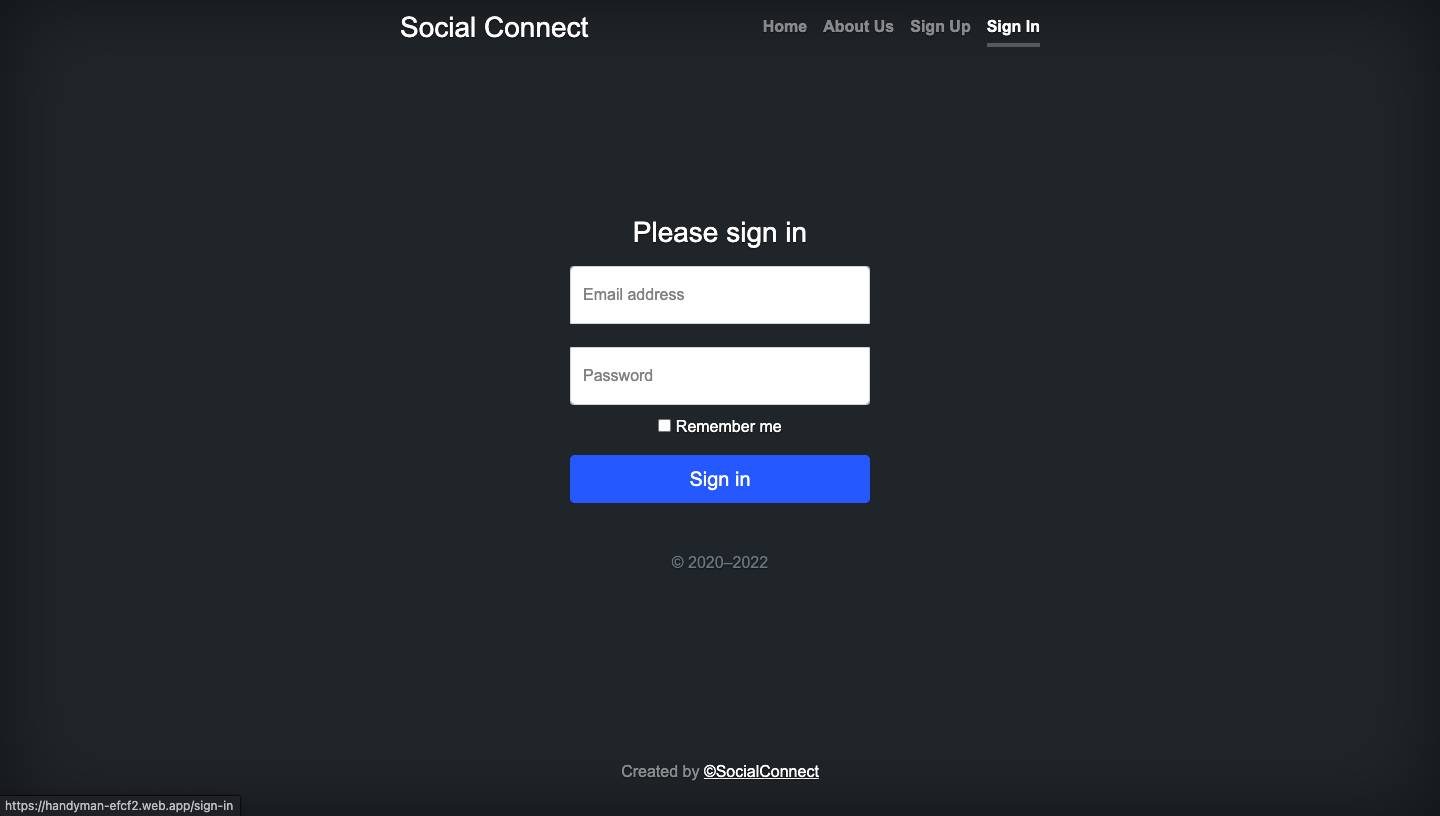 Social Connect
Home About Us Sign Up Sign In
Please sign in
Email address
Password
Remember me
Sign in
© 2020–2022
Created by ©SocialConnect
https://handyman-efcf2.web.app/sign-in